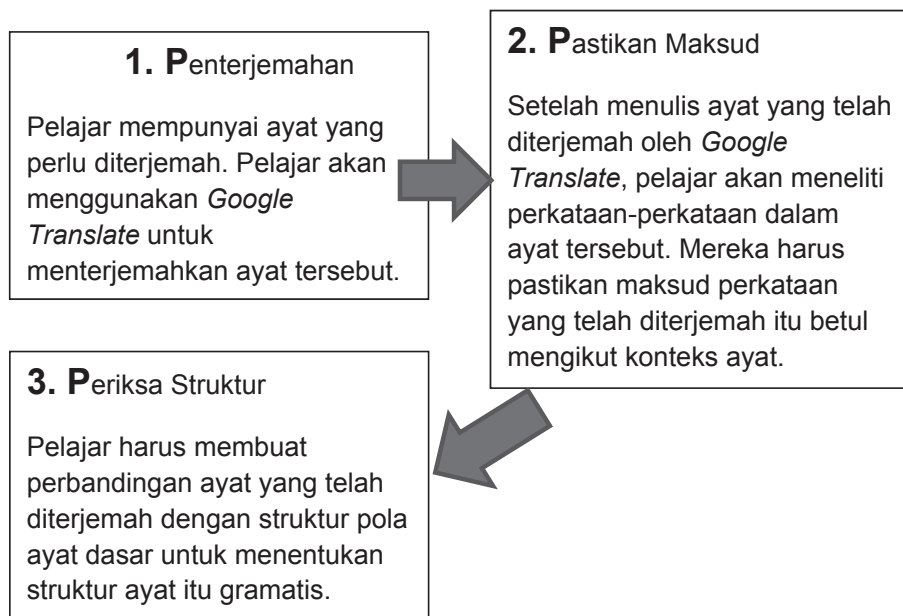 1. Penterjemahan
Pelajar mempunyai ayat yang
perlu diterjemah. Pelajar akan
menggunakan Google
Translate untuk
menterjemahkan ayat tersebut.
2. Pastikan Maksud
Setelah menulis ayat yang telah
diterjemah oleh Google
Translate, pelajar akan meneliti
perkataan-perkataan dalam
ayat tersebut. Mereka harus
pastikan maksud perkataan
yang telah diterjemah itu betul
mengikut konteks ayat.
3. Periksa Struktur
Pelajar harus membuat
perbandingan ayat yang telah
diterjemah dengan struktur pola
ayat dasar untuk menentukan
struktur ayat itu gramatis.